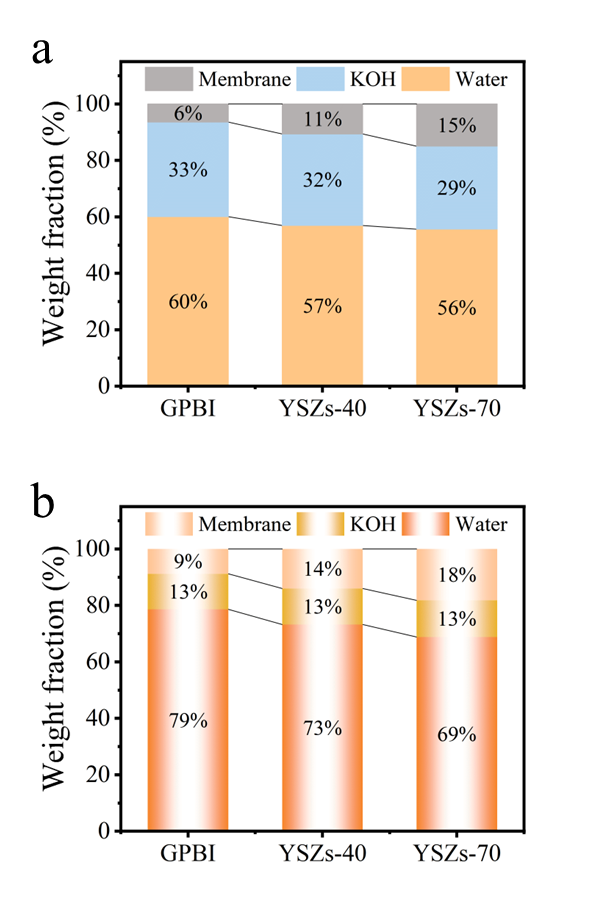 a
Membrane KOH Water
Weight fraction (%)
100
80
60
40
20
0
6% 11% 15%
33% 32% 29%
60% 57% 56%
GPBI YSZs-40 YSZs-70
b
Membrane KOH Water
Weight fraction (%)
100
80
60
40
20
0
9% 14% 18%
13% 13% 13%
79% 73% 69%
GPBI YSZs-40 YSZs-70